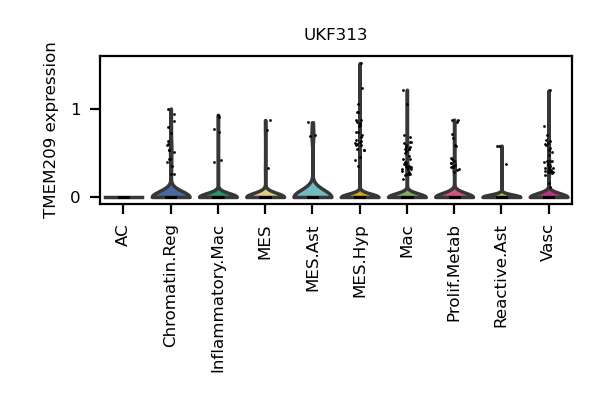 UKF313
TMEM209 expression
1
0
AC
Chromatin.Reg
Inflammatory.Mac
MES
MES.Ast
MES.Hyp
Mac
Prolif.Metab
Reactive.Ast
Vasc